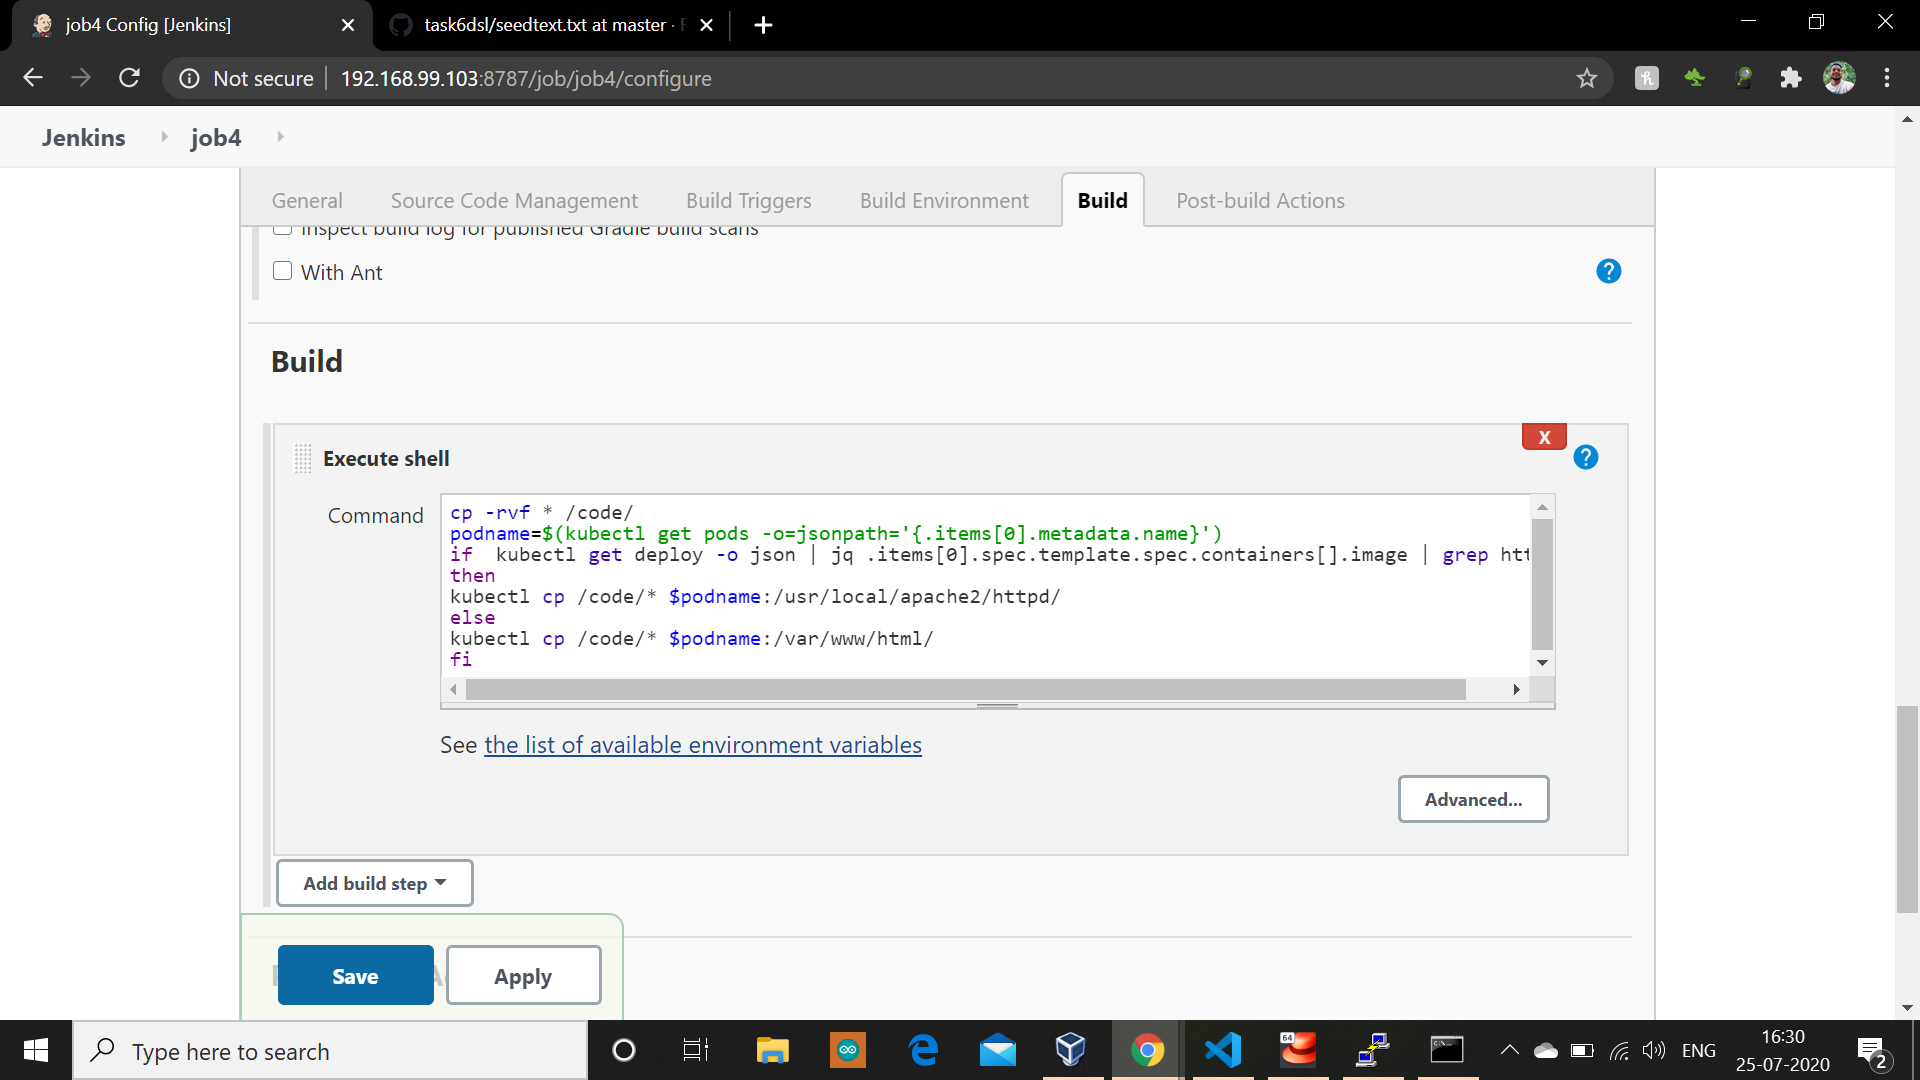 job4 Config [Jenkins]
task6dsl/seedtext.txt at master ·
Not secure
192.168.99.103:8787/job/job4/configure
Jenkins
job4
General
Source Code Management
Build Triggers
Build Environment
Build
Post-build Actions
Inspect build log for published Gradle build scans
With Ant
?
Build
X
Execute shell
?
Command
cp -rvf * /code/
podname=$(kubectl get pods -o=jsonpath='{.items[0].metadata.name}')
if  kubectl get deploy -o json | jq .items[0].spec.template.spec.containers[].image | grep htt
then
kubectl cp /code/* $podname:/usr/local/apache2/httpd/
else
kubectl cp /code/* $podname:/var/www/html/
fi
See the list of available environment variables
Advanced...
Add build step
Save
Apply
Type here to search
64
ENG
16:30
25-07-2020
2